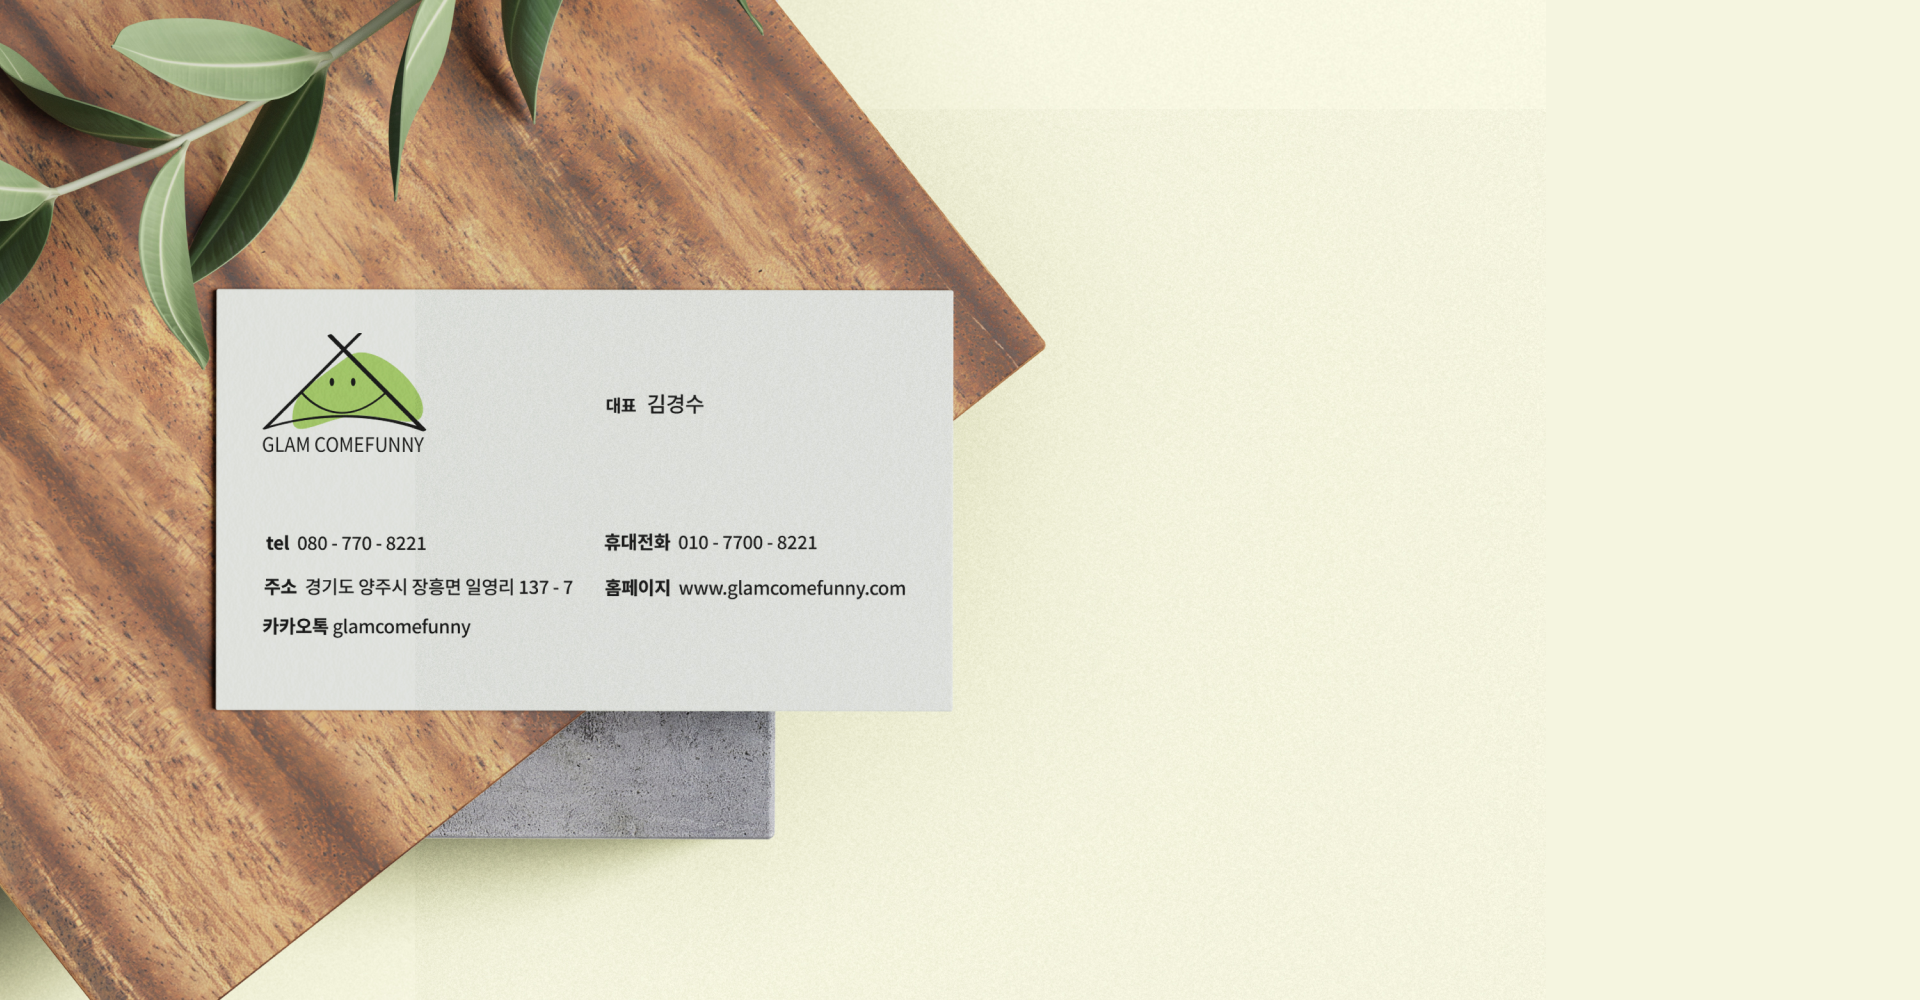 GLAM COMEFUNNY
대표 김경수
tel 080 - 770 - 8221
휴대전화 010 - 7700 - 8221
주소 경기도 양주시 장흥면 일영리 137 - 7
홈페이지 www.glamcomefunny.com
카카오톡 glamcomefunny